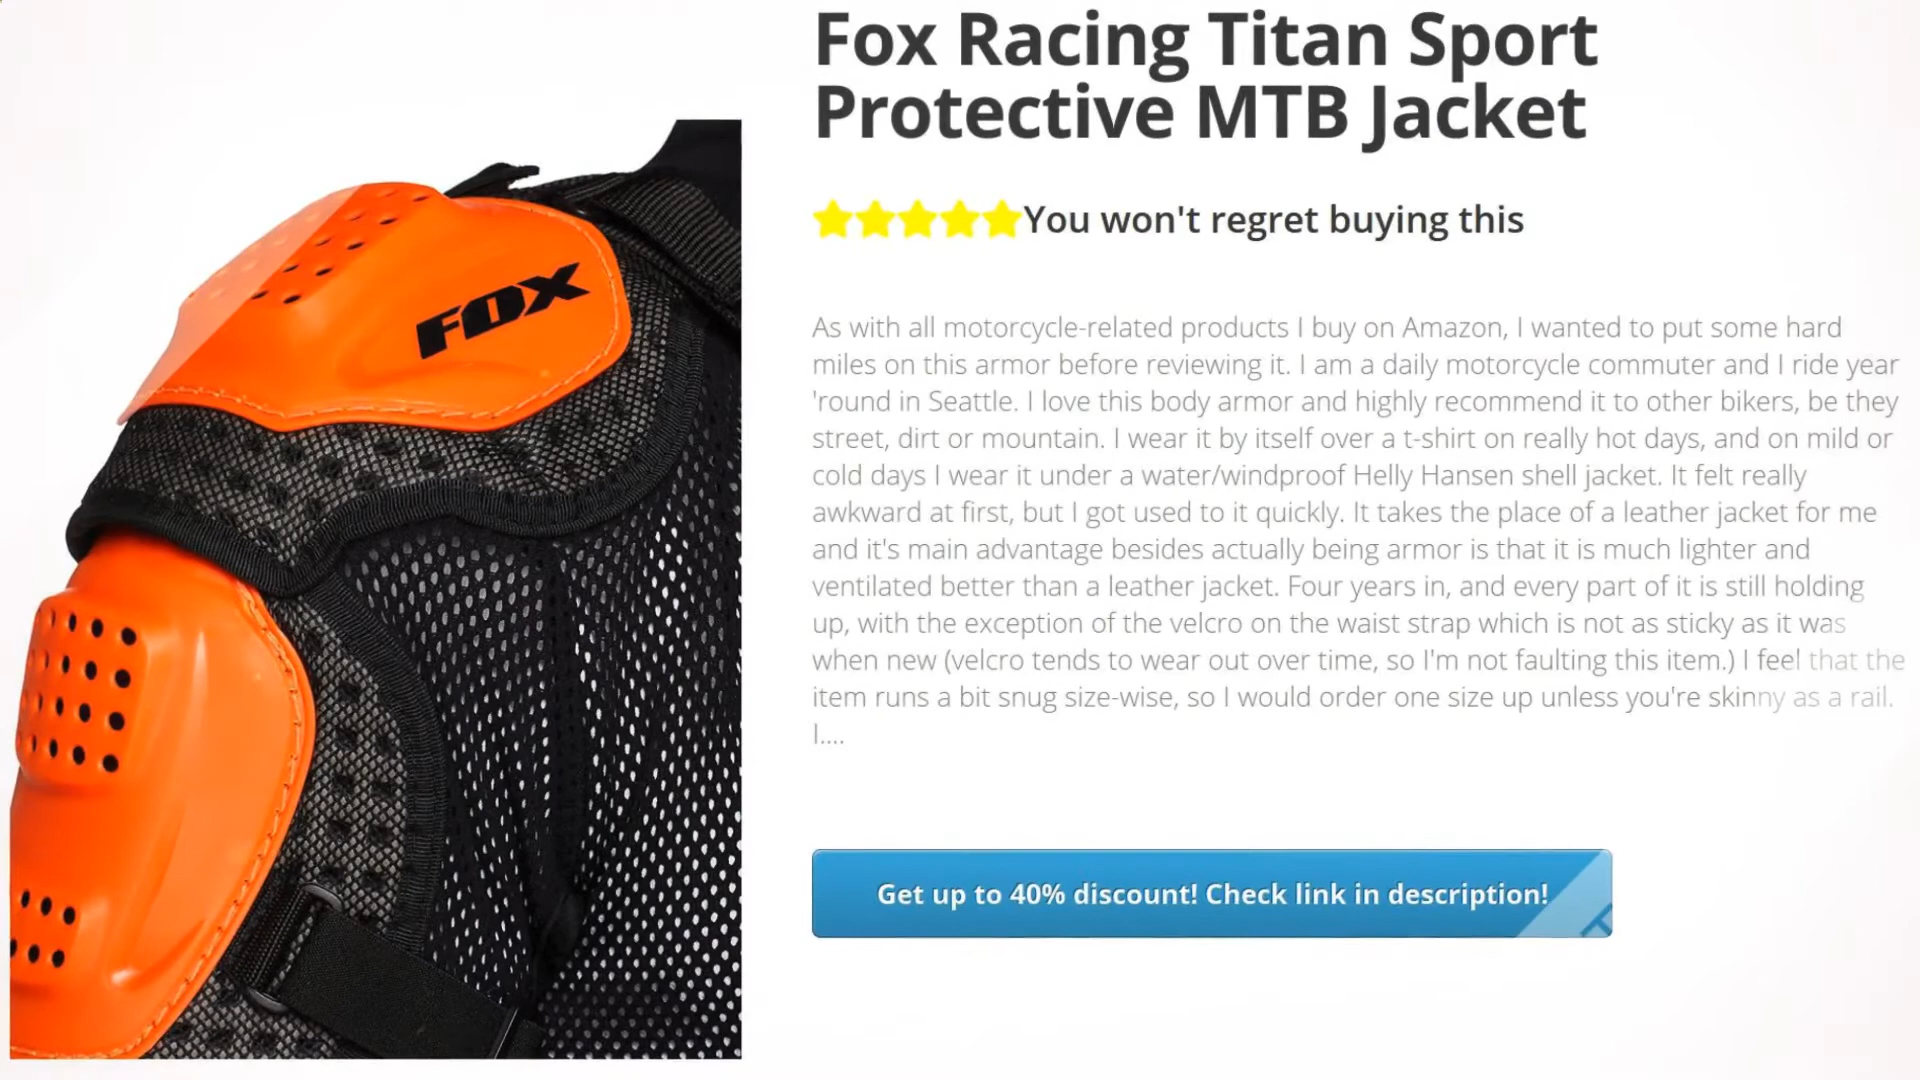 Fox Racing Titan Sport
Protective MTB Jacket
You won't regret buying this
FOX
As with all motorcycle-related products I buy on Amazon, I wanted to put some hard
miles on this armor before reviewing it. I am a daily motorcycle commuter and I ride year
'round in Seattle. I love this body armor and highly recommend it to other bikers, be they
street, dirt or mountain. I wear it by itself over a t-shirt on really hot days, and on mild or
cold days I wear it under a water/windproof Helly Hansen shell jacket. It felt really
awkward at first, but I got used to it quickly. It takes the place of a leather jacket for me
and it's main advantage besides actually being armor is that it is much lighter and
ventilated better than a leather jacket. Four years in, and every part of it is still holding
up, with the exception of the velcro on the waist strap which is not as sticky as it was
when new (velcro tends to wear out over time, so I'm not faulting this item.) I feel that the
item runs a bit snug size-wise, so I would order one size up unless you're skinny as a rail.
I....
Get up to 40% discount! Check link in description!